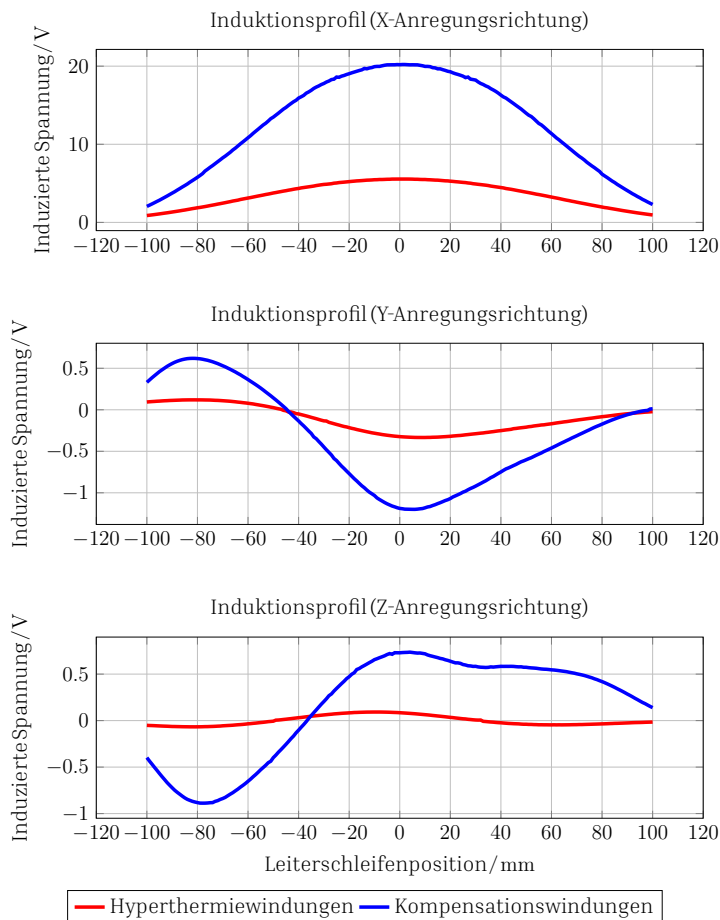 Induktionsprofil (X-Anregungsrichtung)
Induzierte Spannung/V
20
10
0
−120 −100 −80 −60 −40 −20 0 20 40 60 80 100 120
Induktionsprofil (Y-Anregungsrichtung)
Induzierte Spannung/V
0.5
0
−0.5
−1
−120 −100 −80 −60 −40 −20 0 20 40 60 80 100 120
Induktionsprofil (Z-Anregungsrichtung)
Induzierte Spannung/V
0.5
0
−0.5
−1
−120 −100 −80 −60 −40 −20 0 20 40 60 80 100 120
Leiterschleifenposition/mm
Hyperthermiewindungen Kompensationswindungen